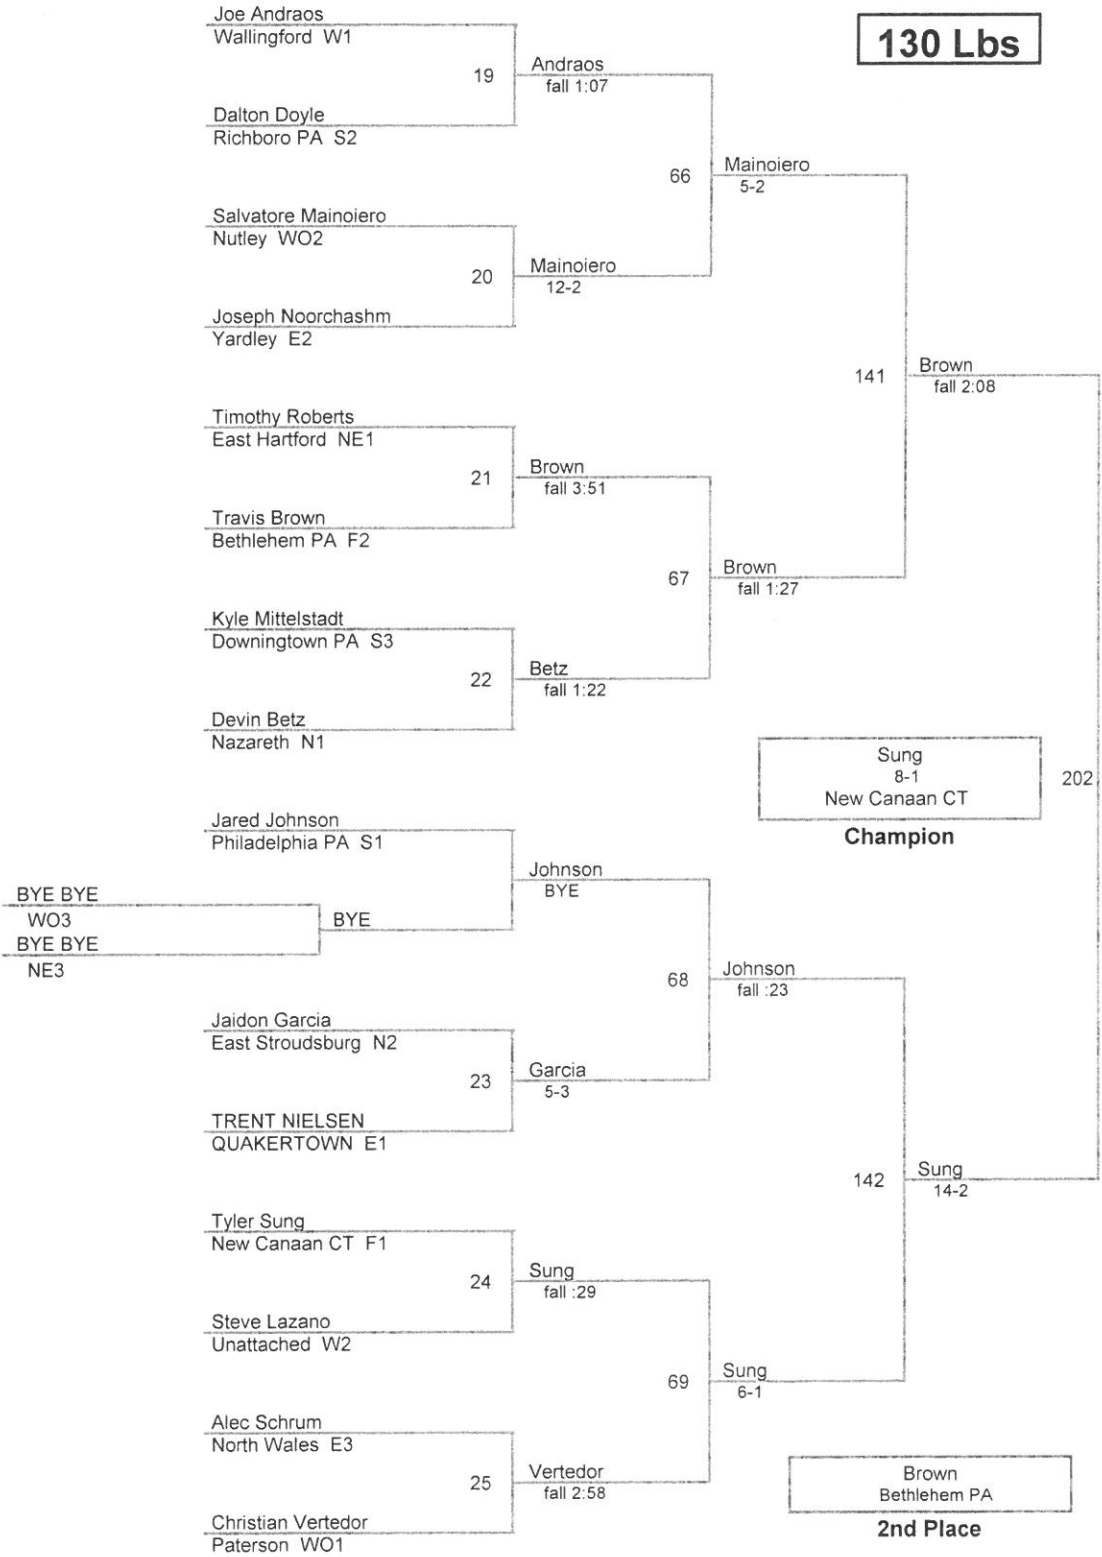 Joe Andraos
Wallingford W1
130 Lbs
19
Andraos
fall 1:07
Dalton Doyle
Richboro PA S2
66
Mainoiero
5-2
Salvatore Mainoiero
Nutley WO2
20
Mainoiero
12-2
Joseph Noorchashm
Yardley E2
141
Brown
fall 2:08
Timothy Roberts
East Hartford NE1
21
Brown
fall 3:51
Travis Brown
Bethlehem PA F2
67
Brown
fall 1:27
Kyle Mittelstadt
Downingtown PA S3
22
Betz
fall 1:22
Devin Betz
Nazareth N1
Sung
8-1
New Canaan CT
202
Champion
Jared Johnson
Philadelphia PA S1
Johnson
BYE
BYE BYE
WO3
BYE
BYE BYE
NE3
68
Johnson
fall :23
Jaidon Garcia
East Stroudsburg N2
23
Garcia
5-3
TRENT NIELSEN
QUAKERTOWN E1
142
Sung
14-2
Tyler Sung
New Canaan CT F1
24
Sung
fall :29
Steve Lazano
Unattached W2
69
Sung
6-1
Alec Schrum
North Wales E3
25
Vertedor
fall 2:58
Christian Vertedor
Paterson WO1
Brown
Bethlehem PA
2nd Place